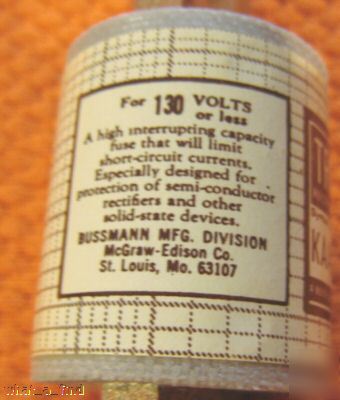 For 130 VOLTS
or less
A high interrupting capacity
fuse that will limit
short-circuit currents.
Especially designed for
protection of semi-conductor
rectifiers and other
solid-state devices.
BUSSMANN MFG. DIVISION
McGraw-Edison Co.
St. Louis, Mo. 63107
KA
what_a_find